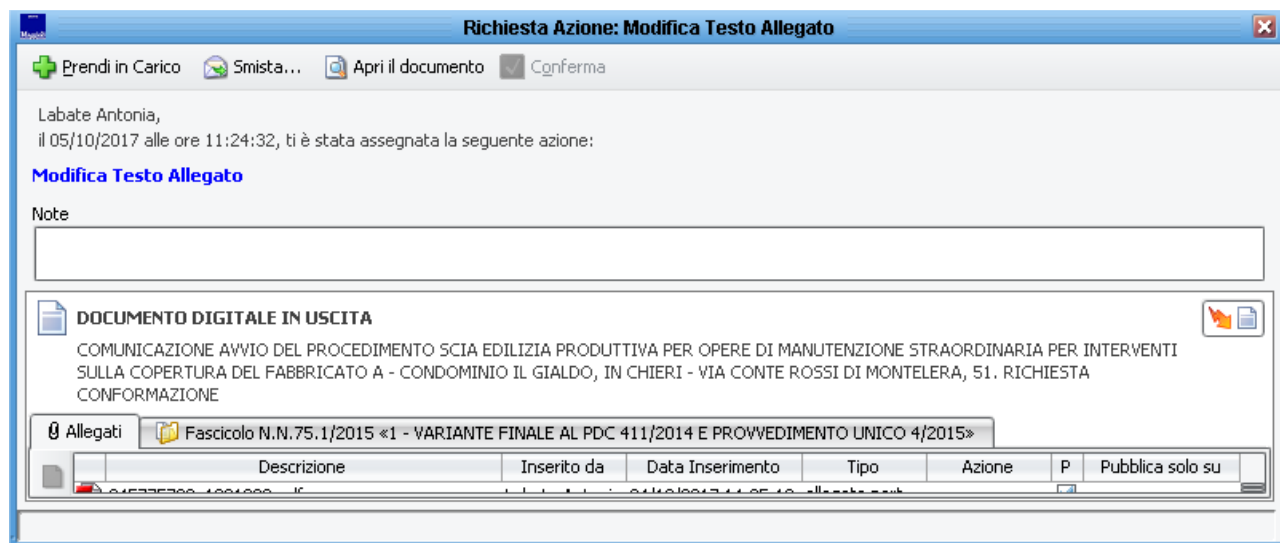 Richiesta Azione: Modifica Testo Allegato
Prendi in Carico Smista... Apri il documento Conferma
Labate Antonia,
il 05/10/2017 alle ore 11:24:32, ti è stata assegnata la seguente azione:
Modifica Testo Allegato
Note
DOCUMENTO DIGITALE IN USCITA
COMUNICAZIONE AVVIO DEL PROCEDIMENTO SCIA EDILIZIA PRODUTTIVA PER OPERE DI MANUTENZIONE STRAORDINARIA PER INTERVENTI
SULLA COPERTURA DEL FABBRICATO A - CONDOMINIO IL GIALDO, IN CHIERI - VIA CONTE ROSSI DI MONTELERA, 51. RICHIESTA
CONFORMAZIONE
Allegati Fascicolo N.N.75.1/2015 «1 - VARIANTE FINALE AL PDC 411/2014 E PROVVEDIMENTO UNICO 4/2015»
Descrizione Inserito da Data Inserimento Tipo Azione P Pubblica solo su